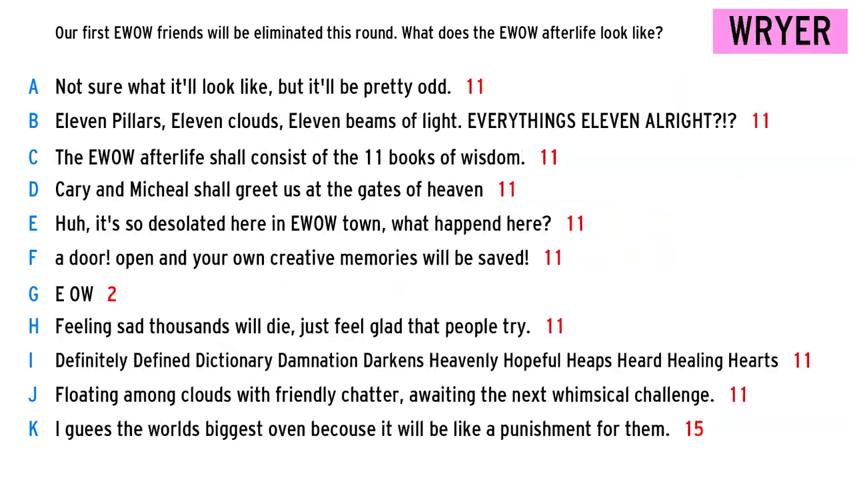 Our first EWOW friends will be eliminated this round. What does the EWOW afterlife look like?
WRYER
A Not sure what it'll look like, but it'll be pretty odd. 11
B Eleven Pillars, Eleven clouds, Eleven beams of light. EVERYTHINGS ELEVEN ALRIGHT?!? 11
C The EWOW afterlife shall consist of the 11 books of wisdom. 11
D Cary and Micheal shall greet us at the gates of heaven 11
E Huh, it's so desolated here in EWOW town, what happend here? 11
F a door! open and your own creative memories will be saved! 11
G E OW 2
H Feeling sad thousands will die, just feel glad that people try. 11
I Definitely Defined Dictionary Damnation Darkens Heavenly Hopeful Heaps Heard Healing Hearts 11
J Floating among clouds with friendly chatter, awaiting the next whimsical challenge. 11
K I guees the worlds biggest oven becouse it will be like a punishment for them. 15